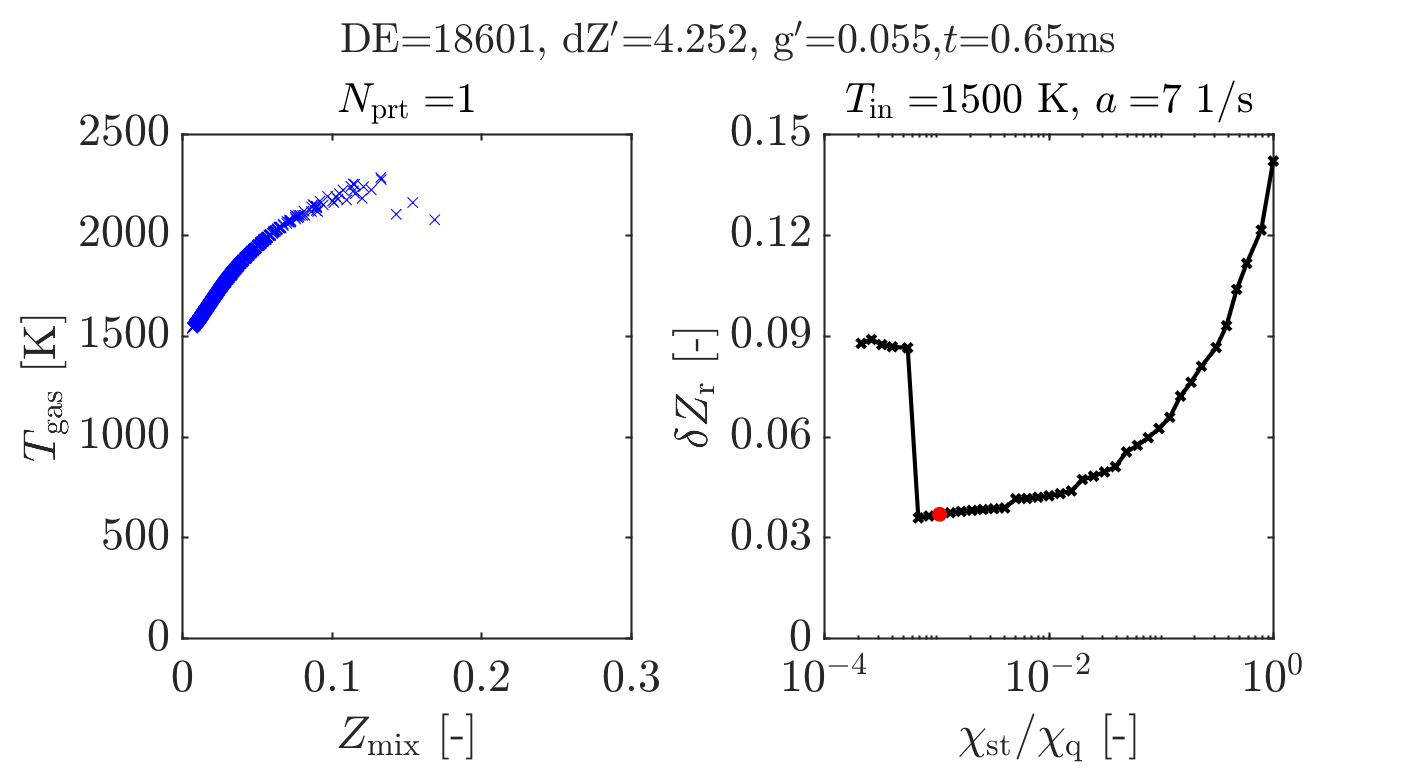 DE=18601, dZ′=4.252, g′=0.055,t=0.65ms
N_prt =1
2500
2000
1500
1000
500
0
0 0.1 0.2 0.3
T_gas [K]
Z_mix [-]
T_in =1500 K, a =7 1/s
0.15
0.12
0.09
0.06
0.03
0
10^−4 10^−2 10^0
δZ_r [-]
χ_st/χ_q [-]